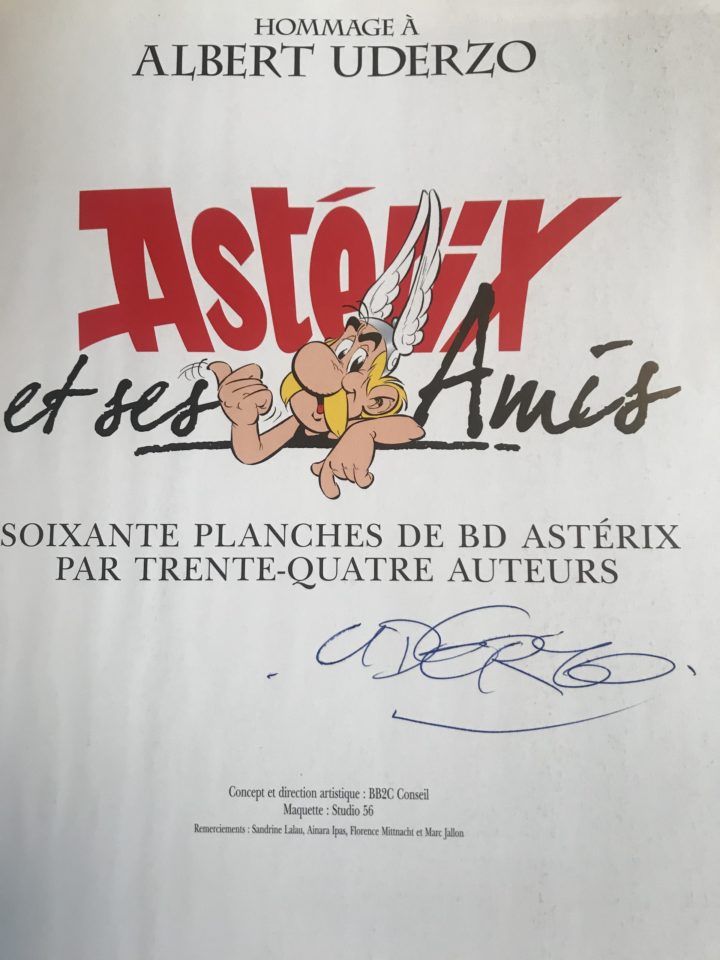 HOMMAGE À
ALBERT UDERZO
Astérix
et ses Amis
SOIXANTE PLANCHES DE BD ASTÉRIX
PAR TRENTE-QUATRE AUTEURS
UDERZO
Concept et direction artistique : BB2C Conseil
Maquette : Studio 56
Remerciements : Sandrine Lalau, Ainara Ipas, Florence Mittnacht et Marc Jallon